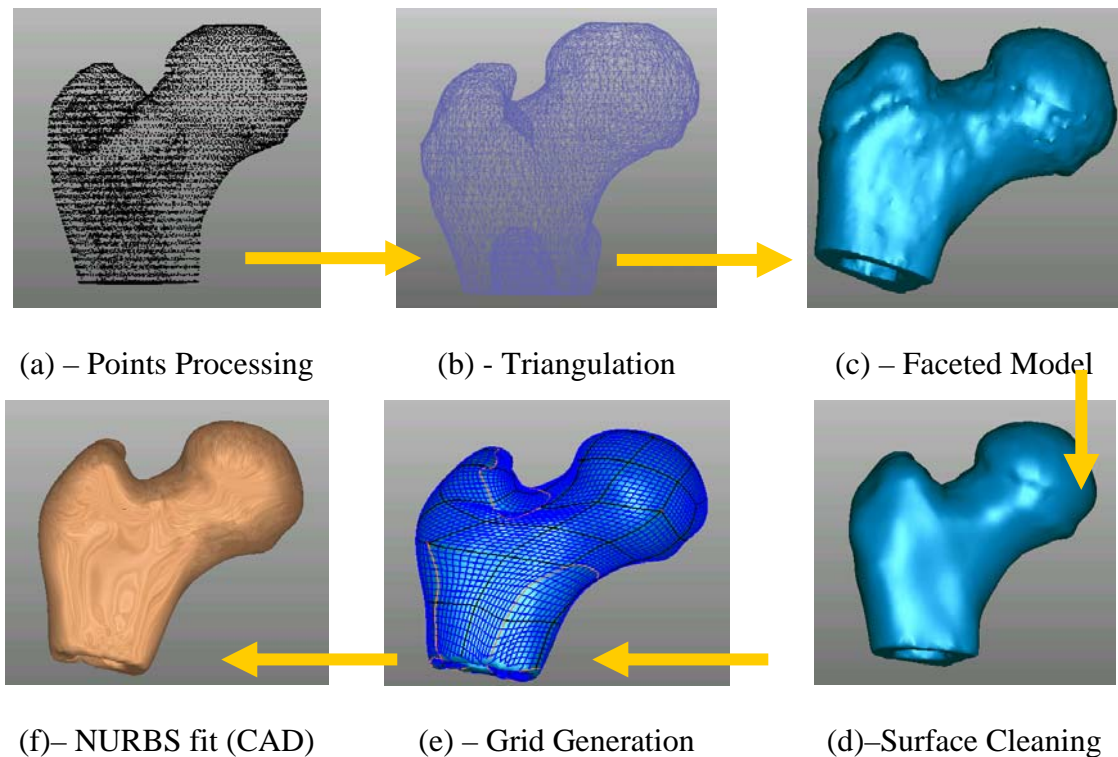 (a) – Points Processing
(b) - Triangulation
(c) – Faceted Model
(f)– NURBS fit (CAD)
(e) – Grid Generation
(d)–Surface Cleaning